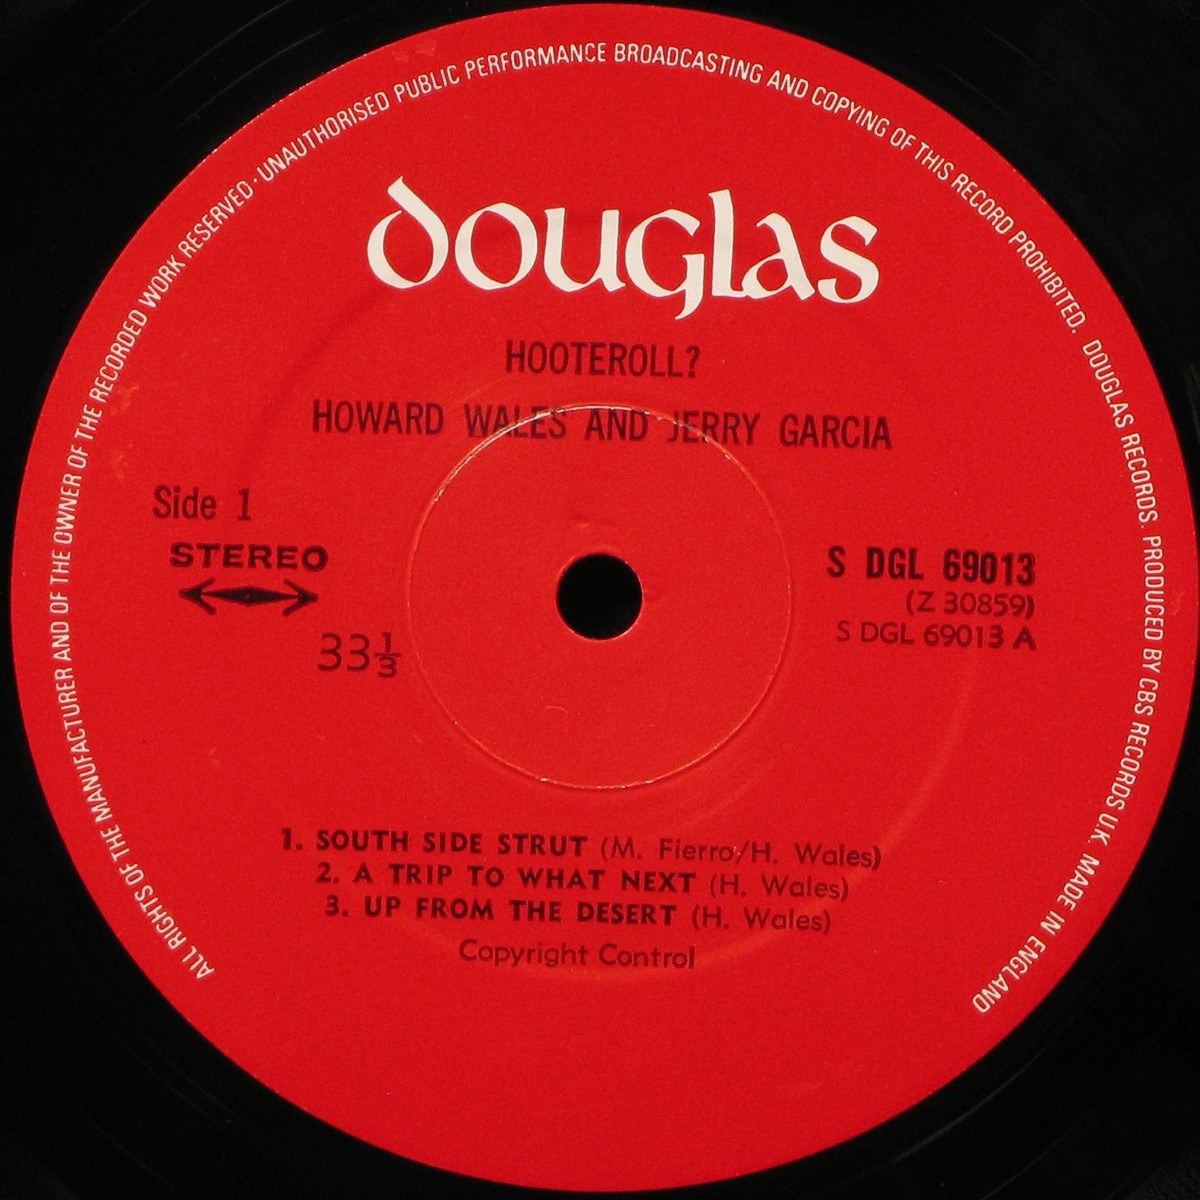 ALL RIGHTS OF THE MANUFACTURER AND OF THE OWNER OF THE RECORDED WORK RESERVED · UNAUTHORISED PUBLIC PERFORMANCE BROADCASTING AND COPYING OF THIS RECORD PROHIBITED. DOUGLAS RECORDS. PRODUCED BY CBS RECORDS U.K. MADE IN ENGLAND
douglas
HOOTEROLL?
HOWARD WALES AND JERRY GARCIA
Side 1
STEREO
33⅓
S DGL 69013
(Z 30859)
S DGL 69013 A
1. SOUTH SIDE STRUT (M. Fierro/H. Wales)
2. A TRIP TO WHAT NEXT (H. Wales)
3. UP FROM THE DESERT (H. Wales)
Copyright Control